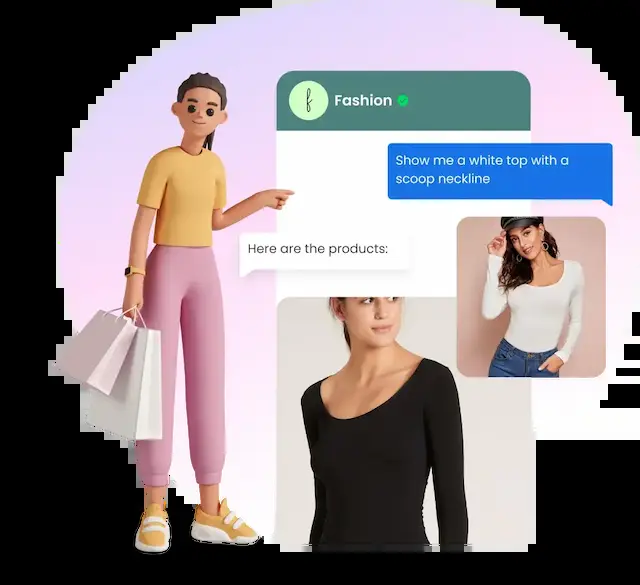 f
Fashion
Show me a white top with a
scoop neckline
Here are the products: